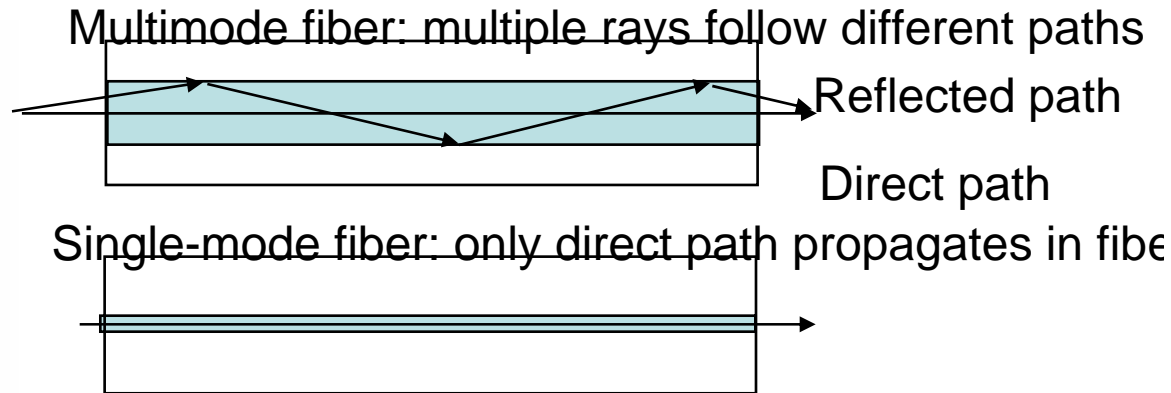 Multimode fiber: multiple rays follow different paths
Reflected path
Direct path
Single-mode fiber: only direct path propagates in fibe